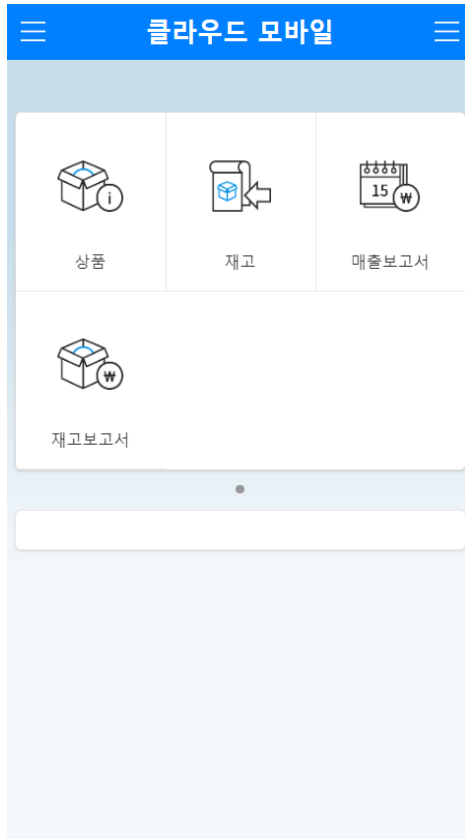 클라우드 모바일
i
15 ₩
상품 재고 매출보고서
₩
재고보고서